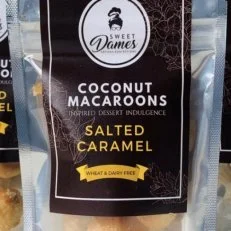 SWEET
Dames
COCONUT
MACAROONS
INSPIRED DESSERT INDULGENCE
SALTED
CARAMEL
WHEAT & DAIRY FREE